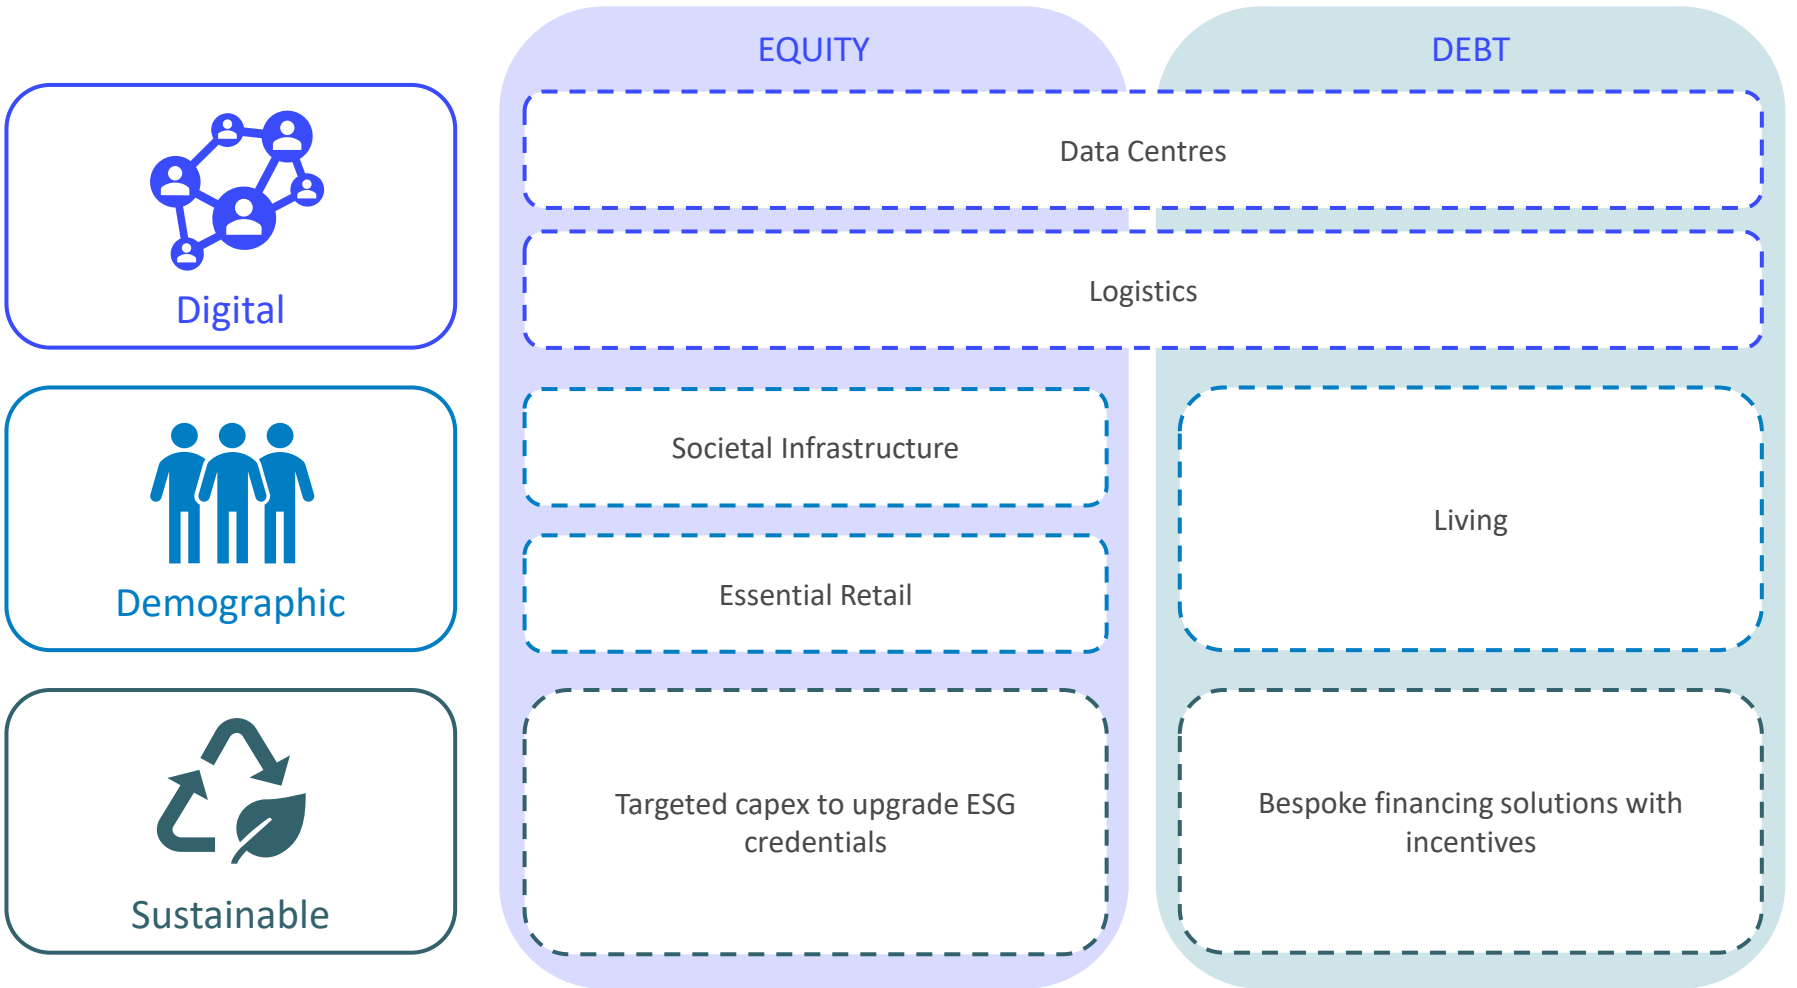 EQUITY
DEBT
Digital
Data Centres
Logistics
Demographic
Societal Infrastructure
Essential Retail
Living
Sustainable
Targeted capex to upgrade ESG
credentials
Bespoke financing solutions with
incentives